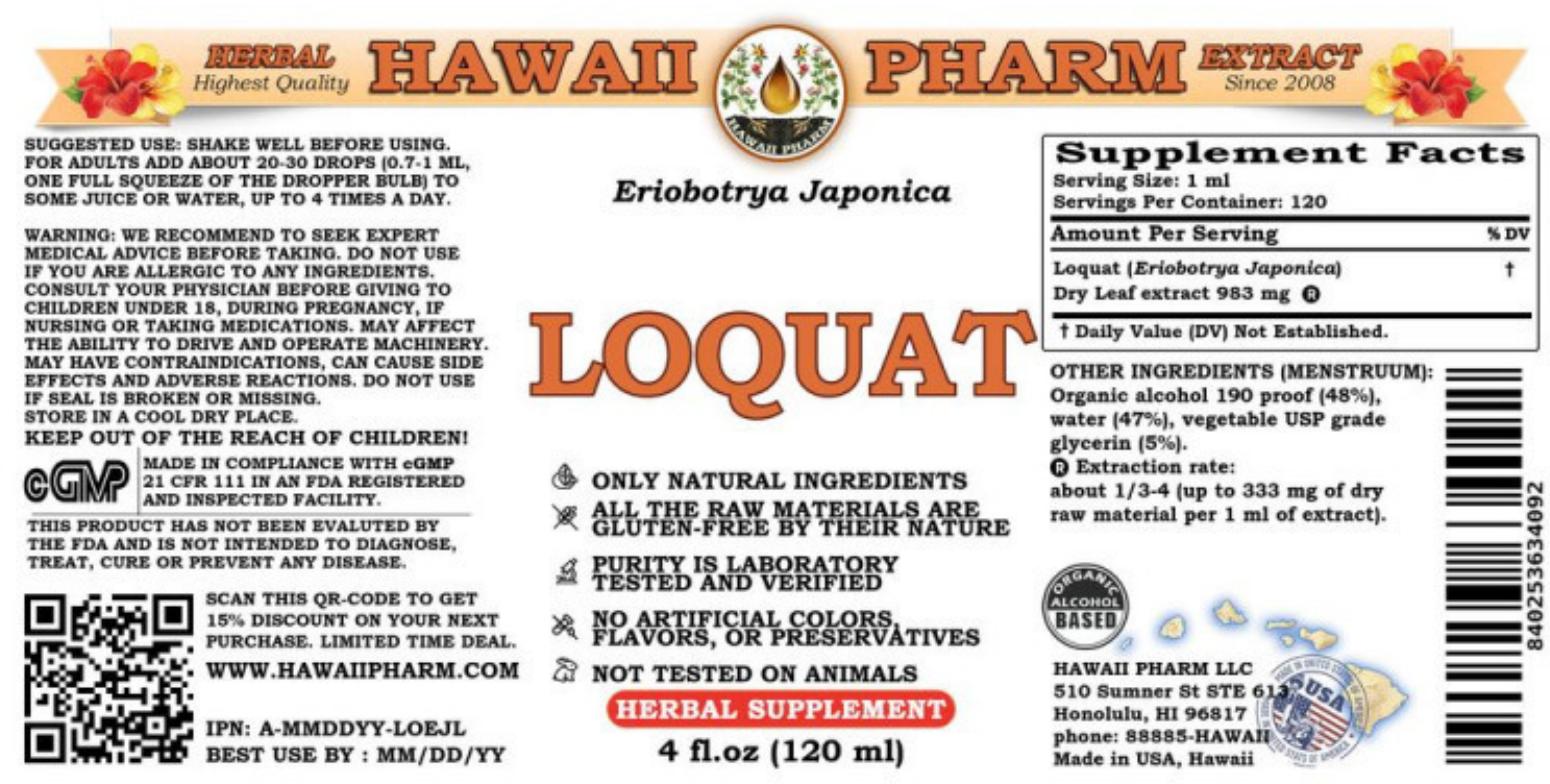 HERBAL
Highest Quality
HAWAII PHARM
EXTRACT
Since 2008
HAWAII PHARM
SUGGESTED USE: SHAKE WELL BEFORE USING.
FOR ADULTS ADD ABOUT 20-30 DROPS (0.7-1 ML,
ONE FULL SQUEEZE OF THE DROPPER BULB) TO
SOME JUICE OR WATER, UP TO 4 TIMES A DAY.
WARNING: WE RECOMMEND TO SEEK EXPERT
MEDICAL ADVICE BEFORE TAKING. DO NOT USE
IF YOU ARE ALLERGIC TO ANY INGREDIENTS.
CONSULT YOUR PHYSICIAN BEFORE GIVING TO
CHILDREN UNDER 18, DURING PREGNANCY, IF
NURSING OR TAKING MEDICATIONS. MAY AFFECT
THE ABILITY TO DRIVE AND OPERATE MACHINERY.
MAY HAVE CONTRAINDICATIONS, CAN CAUSE SIDE
EFFECTS AND ADVERSE REACTIONS. DO NOT USE
IF SEAL IS BROKEN OR MISSING.
STORE IN A COOL DRY PLACE.
KEEP OUT OF THE REACH OF CHILDREN!
cGMP
MADE IN COMPLIANCE WITH cGMP
21 CFR 111 IN AN FDA REGISTERED
AND INSPECTED FACILITY.
THIS PRODUCT HAS NOT BEEN EVALUTED BY
THE FDA AND IS NOT INTENDED TO DIAGNOSE,
TREAT, CURE OR PREVENT ANY DISEASE.
SCAN THIS QR-CODE TO GET
15% DISCOUNT ON YOUR NEXT
PURCHASE. LIMITED TIME DEAL.
WWW.HAWAIIPHARM.COM
IPN: A-MMDDYY-LOEJL
BEST USE BY : MM/DD/YY
Eriobotrya Japonica
LOQUAT
ONLY NATURAL INGREDIENTS
ALL THE RAW MATERIALS ARE
GLUTEN-FREE BY THEIR NATURE
PURITY IS LABORATORY
TESTED AND VERIFIED
NO ARTIFICIAL COLORS,
FLAVORS, OR PRESERVATIVES
NOT TESTED ON ANIMALS
HERBAL SUPPLEMENT
4 fl.oz (120 ml)
Supplement Facts
Serving Size: 1 ml
Servings Per Container: 120
Amount Per Serving % DV
Loquat (Eriobotrya Japonica) †
Dry Leaf extract 983 mg Ⓡ
† Daily Value (DV) Not Established.
OTHER INGREDIENTS (MENSTRUUM):
Organic alcohol 190 proof (48%),
water (47%), vegetable USP grade
glycerin (5%).
Ⓡ Extraction rate:
about 1/3-4 (up to 333 mg of dry
raw material per 1 ml of extract).
ORGANIC
ALCOHOL
BASED
HAWAII PHARM LLC
510 Sumner St STE 613
Honolulu, HI 96817
phone: 88885-HAWAII
Made in USA, Hawaii
MADE IN UNITED STATES OF AMERICA
USA
840253634092